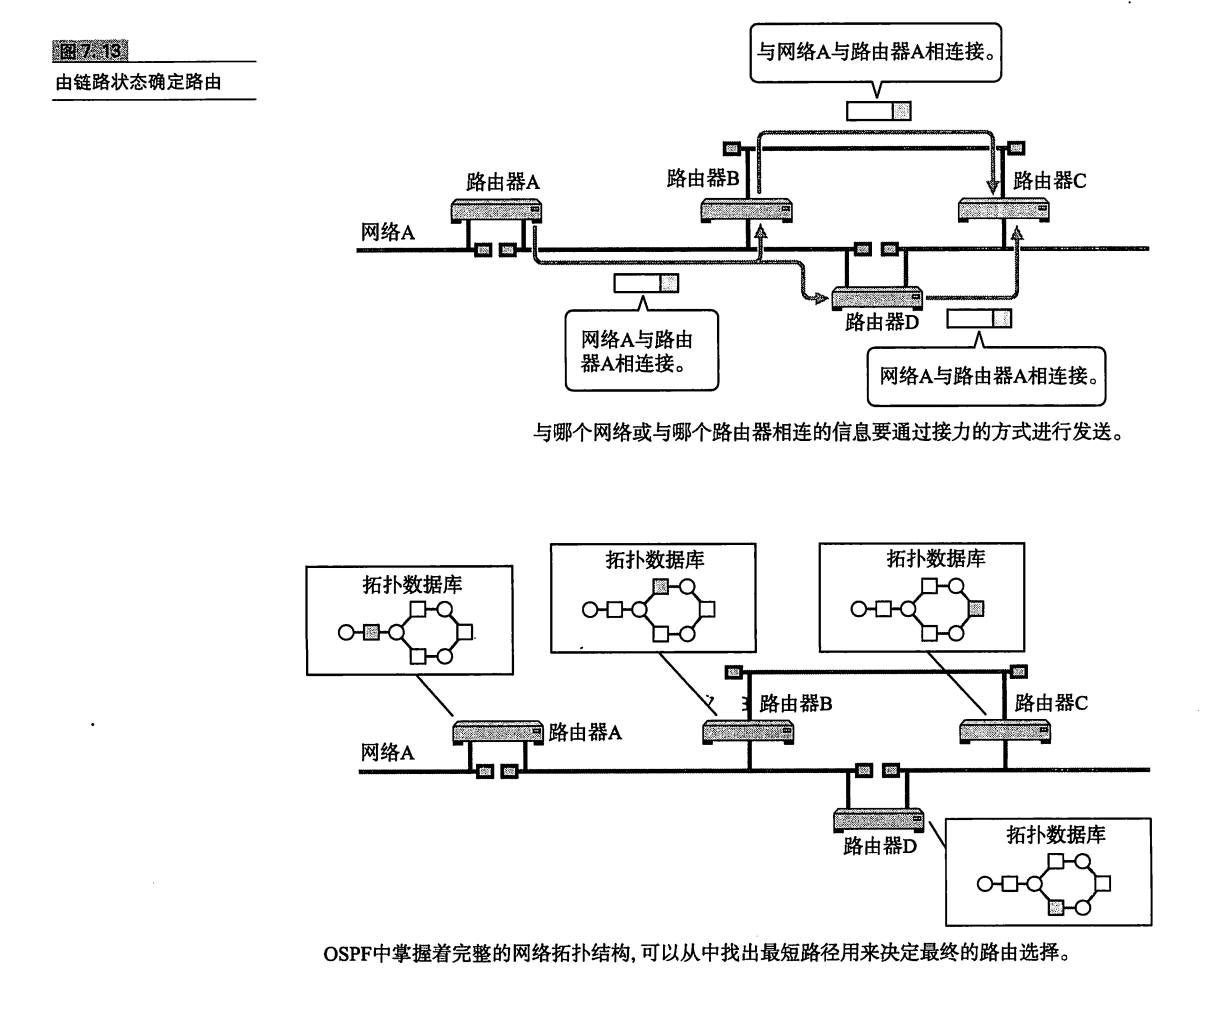 图7.13
由链路状态确定路由
与网络A与路由器A相连接。
路由器A
路由器B
路由器C
网络A
网络A与路由
器A相连接。
路由器D
网络A与路由器A相连接。
与哪个网络或与哪个路由器相连的信息要通过接力的方式进行发送。
拓扑数据库
拓扑数据库
拓扑数据库
路由器A
路由器B
路由器C
网络A
路由器D
拓扑数据库
OSPF中掌握着完整的网络拓扑结构,可以从中找出最短路径用来决定最终的路由选择。